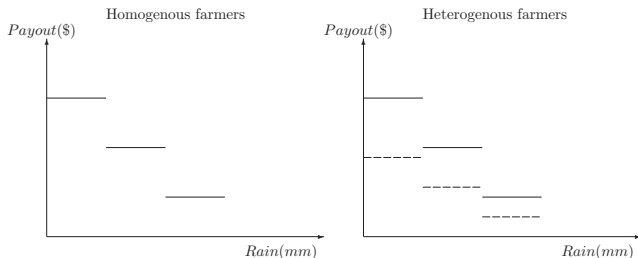 Homogenous farmers
Payout($)
Rain(mm)
Heterogenous farmers
Payout($)
Rain(mm)